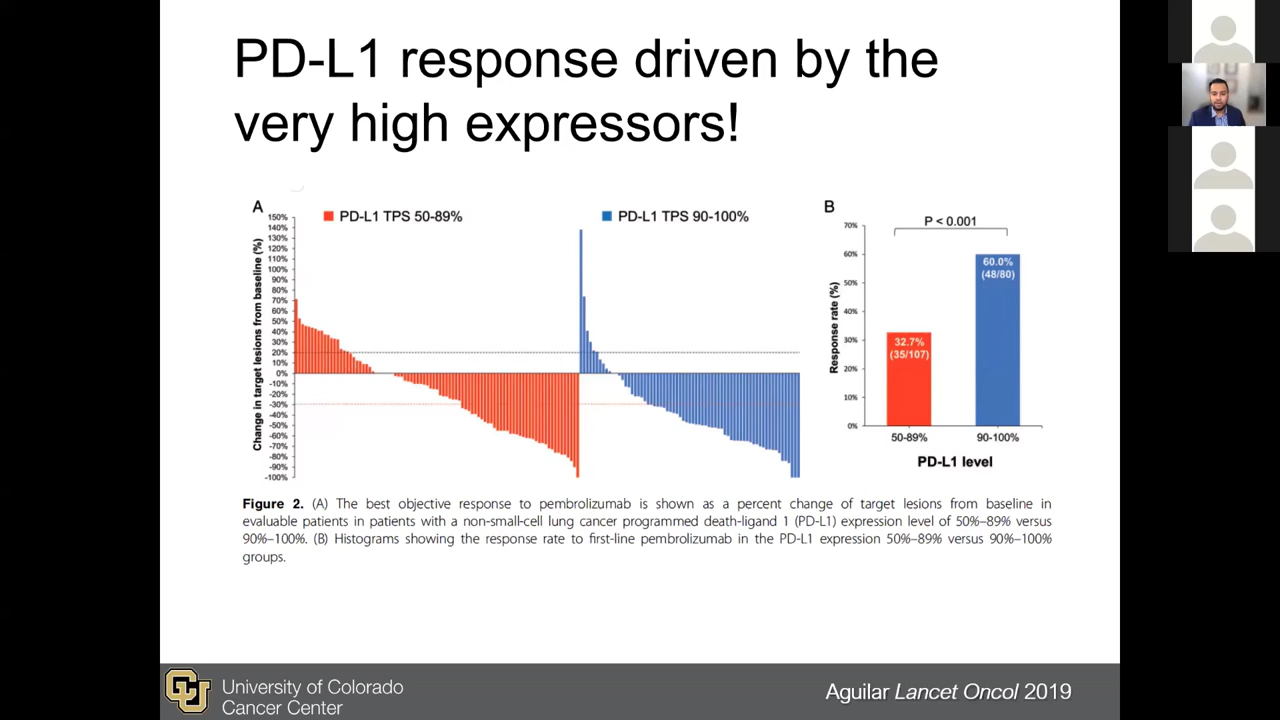 PD-L1 response driven by the
very high expressors!
A
PD-L1 TPS 50-89%
PD-L1 TPS 90-100%
Change in target lesions from baseline (%)
150%
140%
130%
120%
110%
100%
90%
80%
70%
60%
50%
40%
30%
20%
10%
0%
-10%
-20%
-30%
-40%
-50%
-60%
-70%
-80%
-90%
-100%
B
P < 0.001
Response rate (%)
70%
60%
50%
40%
30%
20%
10%
0%
60.0%
(48/80)
32.7%
(35/107)
50-89%
90-100%
PD-L1 level
Figure 2. (A) The best objective response to pembrolizumab is shown as a percent change of target lesions from baseline in
evaluable patients in patients with a non-small-cell lung cancer programmed death-ligand 1 (PD-L1) expression level of 50%–89% versus
90%–100%. (B) Histograms showing the response rate to first-line pembrolizumab in the PD-L1 expression 50%–89% versus 90%–100%
groups.
CU
University of Colorado
Cancer Center
Aguilar Lancet Oncol 2019